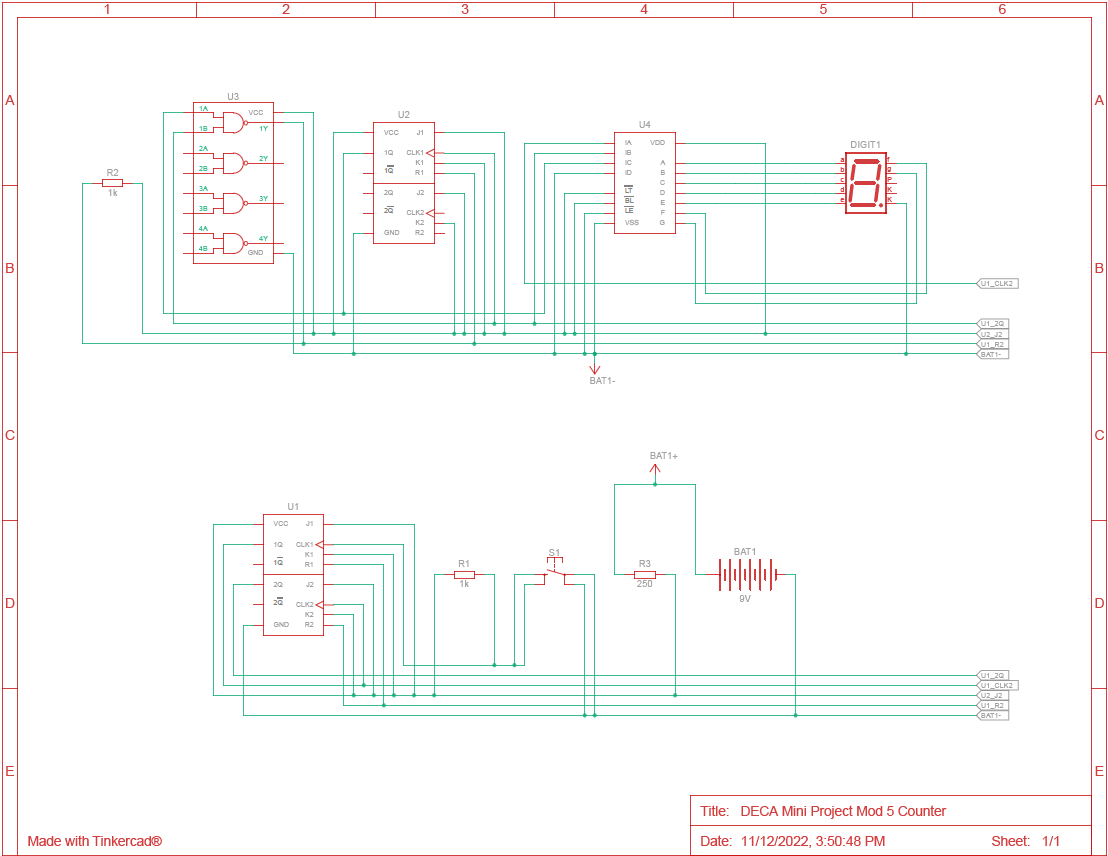 1 2 3 4 5 6
A A
B B
C C
D D
E E
U3
1A VCC
1B 1Y
2A 2Y
2B
3A 3Y
3B
4A 4Y
4B GND
R2
1k
U2
VCC J1
1Q CLK1
K1
1Q R1
2Q J2
2Q CLK2
K2
GND R2
U4
IA VDD
IB
IC A
ID B
C
LT D
BL E
LE F
VSS G
DIGIT1
a f
b g
c P
d K
e K
U1_CLK2
U1_2Q
U2_J2
U1_R2
BAT1-
BAT1-
BAT1+
U1
VCC J1
1Q CLK1
K1
1Q R1
2Q J2
2Q CLK2
K2
GND R2
R1
1k
S1
R3
250
BAT1
9V
U1_2Q
U1_CLK2
U2_J2
U1_R2
BAT1-
Title: DECA Mini Project Mod 5 Counter
Date: 11/12/2022, 3:50:48 PM Sheet: 1/1
Made with Tinkercad®